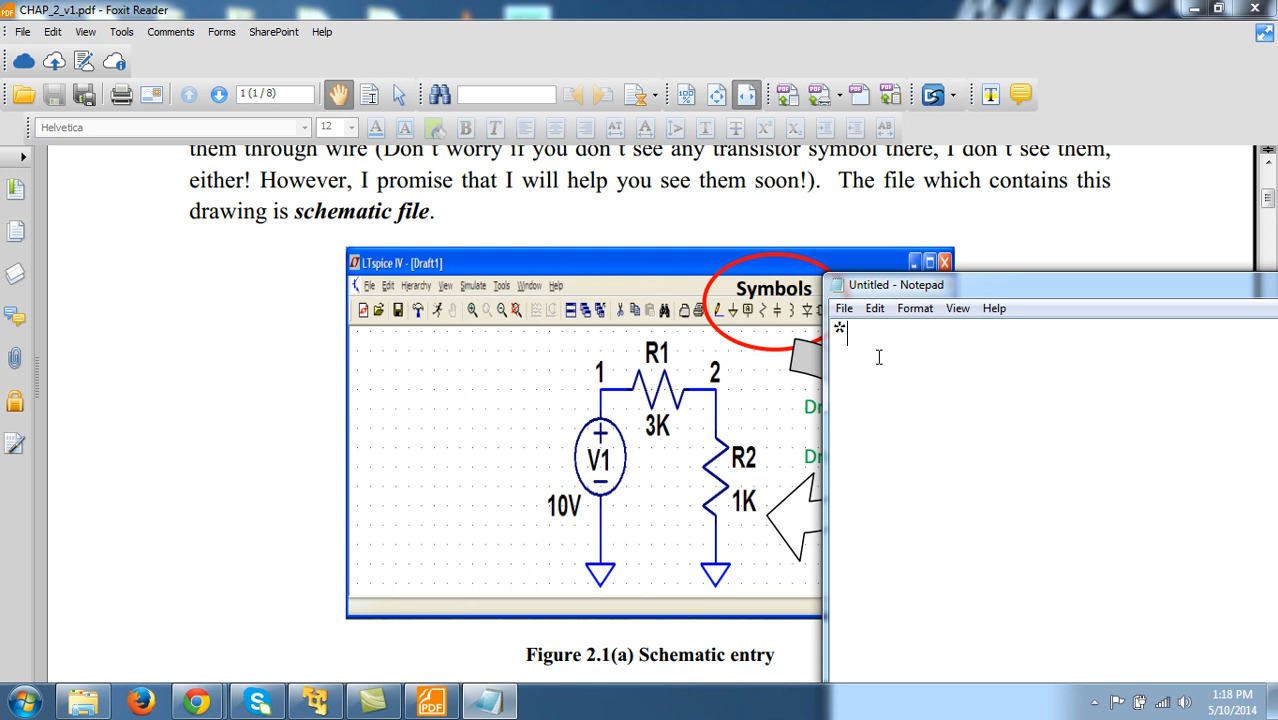 CHAP_2_v1.pdf - Foxit Reader
File Edit View Tools Comments Forms SharePoint Help
1 (1 / 8)
Helvetica 12
them through wire (Don't worry if you don't see any transistor symbol there, I don't see them,
either! However, I promise that I will help you see them soon!). The file which contains this
drawing is schematic file.
LTspice IV - [Draft1]
File Edit Hierarchy View Simulate Tools Window Help
Symbols
1 R1 2
3K
V1
10V
R2
1K
Dr
Dr
Untitled - Notepad
File Edit Format View Help
*
Figure 2.1(a) Schematic entry
1:18 PM
5/10/2014